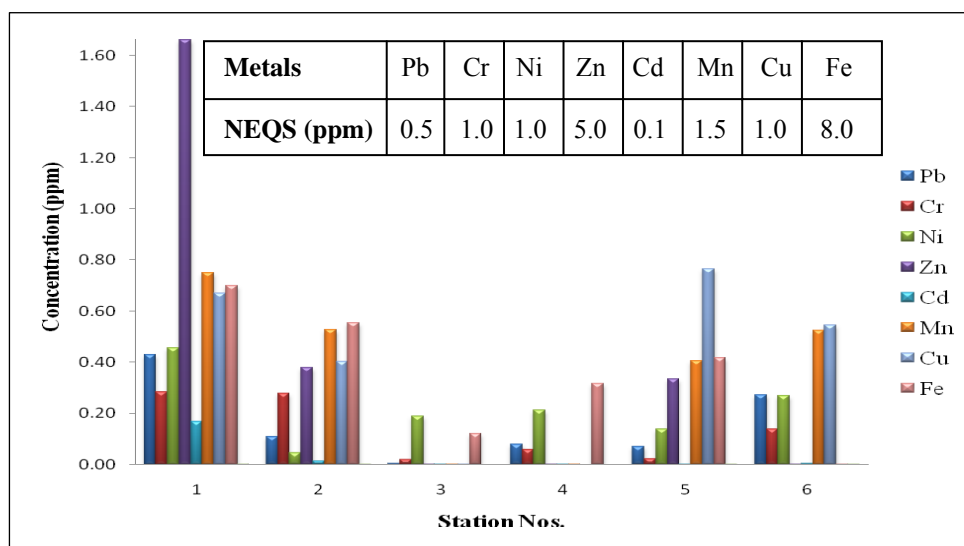 Metals Pb Cr Ni Zn Cd Mn Cu Fe
NEQS (ppm) 0.5 1.0 1.0 5.0 0.1 1.5 1.0 8.0
Concentration (ppm)
1.60
1.40
1.20
1.00
0.80
0.60
0.40
0.20
0.00
1 2 3 4 5 6
Station Nos.
Pb
Cr
Ni
Zn
Cd
Mn
Cu
Fe